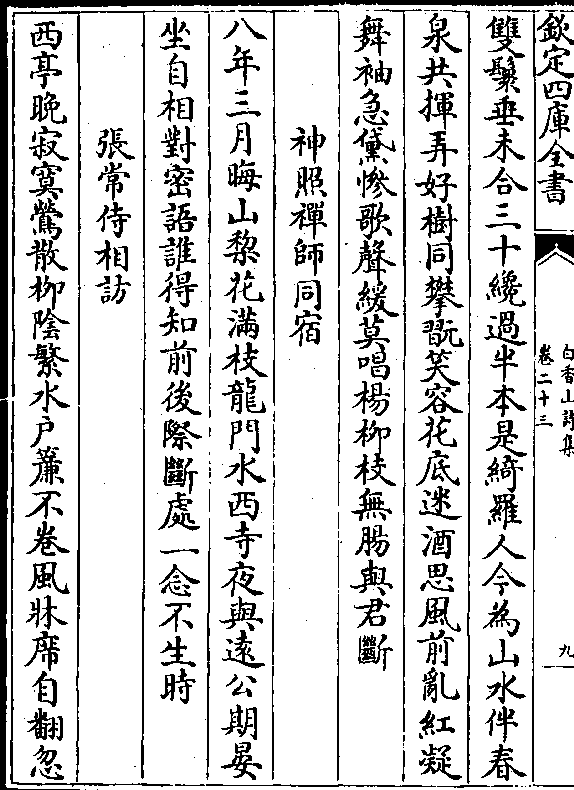 欽定四庫全書
白香山詩集
卷二十三
九
雙鬟垂未合三十纔過半本是綺羅人今為山水伴春
泉共揮弄好樹同攀翫笑容花底迷酒思風前亂紅凝
舞袖急黛慘歌聲緩莫唱楊柳枝無腸與君斷
神照禪師同宿
八年三月晦山梨花滿枝龍門水西寺夜與遠公期晏
坐自相對密語誰得知前後際斷處一念不生時
張常侍相訪
西亭晚寂寞鶯散柳陰繁水戶簾不卷風牀席自翻忽